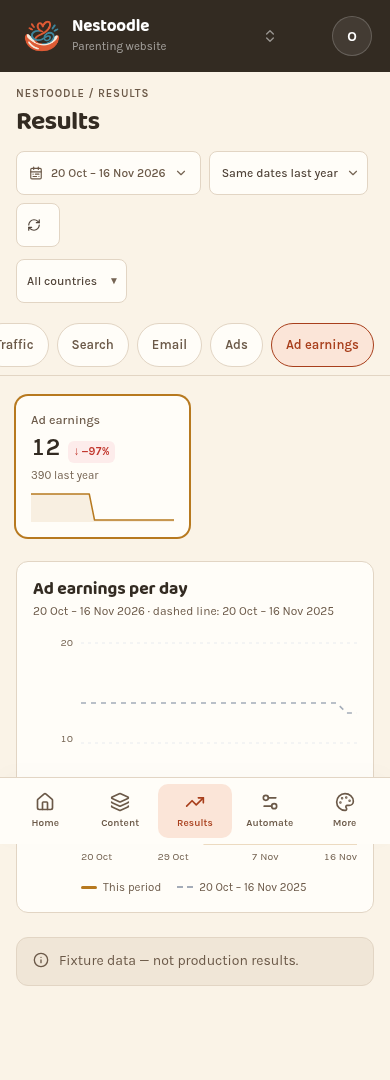 Nestoodle
Parenting website
O
NESTOODLE / RESULTS
Results
20 Oct – 16 Nov 2026
Same dates last year
All countries
Traffic
Search
Email
Ads
Ad earnings
Ad earnings
12 ↓ −97%
390 last year
Ad earnings per day
20 Oct – 16 Nov 2026 · dashed line: 20 Oct – 16 Nov 2025
20
10
Home
Content
Results
Automate
More
20 Oct
29 Oct
7 Nov
16 Nov
This period
20 Oct – 16 Nov 2025
Fixture data — not production results.